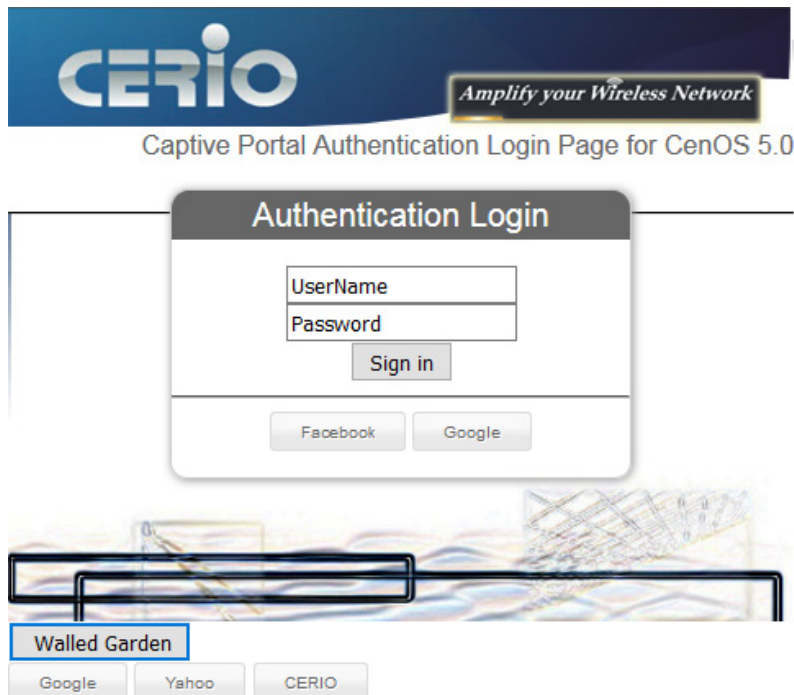 CERIO
Amplify your Wireless Network
Captive Portal Authentication Login Page for CenOS 5.0
Authentication Login
UserName
Password
Sign in
Facebook Google
Walled Garden
Google Yahoo CERIO